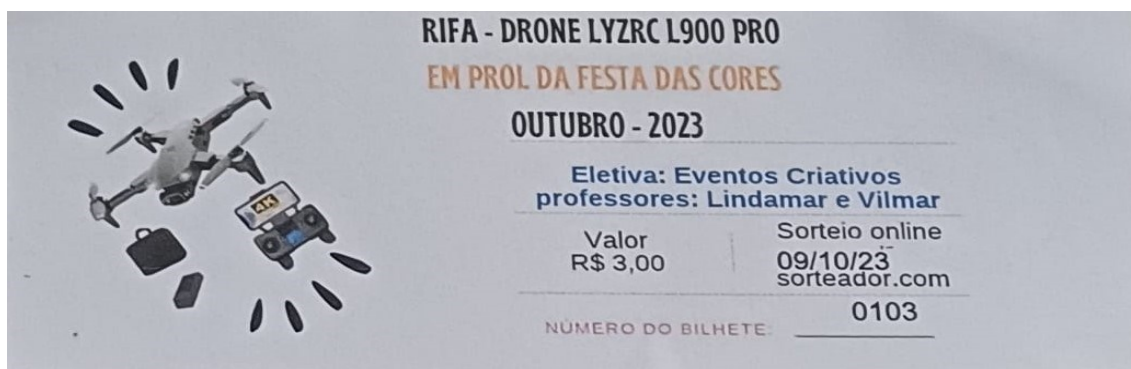 RIFA - DRONE LYZRC L900 PRO
EM PROL DA FESTA DAS CORES
OUTUBRO - 2023
Eletiva: Eventos Criativos
professores: Lindamar e Vilmar
Valor
R$ 3,00
Sorteio online
09/10/23
sorteador.com
0103
NÚMERO DO BILHETE:
4K